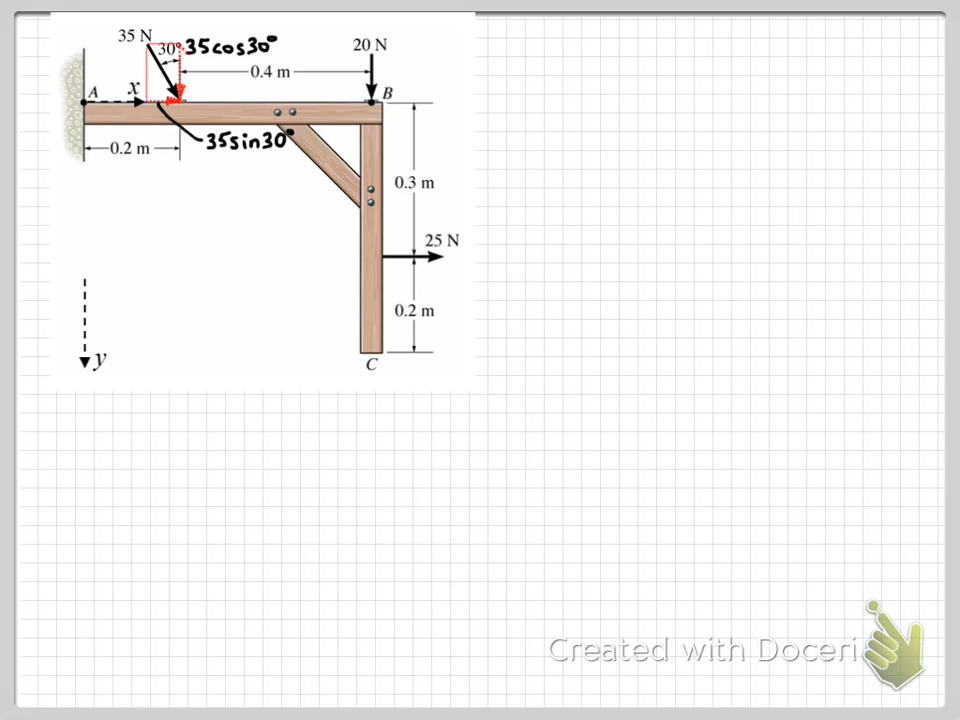 35 N
30° 35cos30°
20 N
0.4 m
A
x
B
35sin30°
0.2 m
0.3 m
25 N
0.2 m
y
C
Created with Doceri